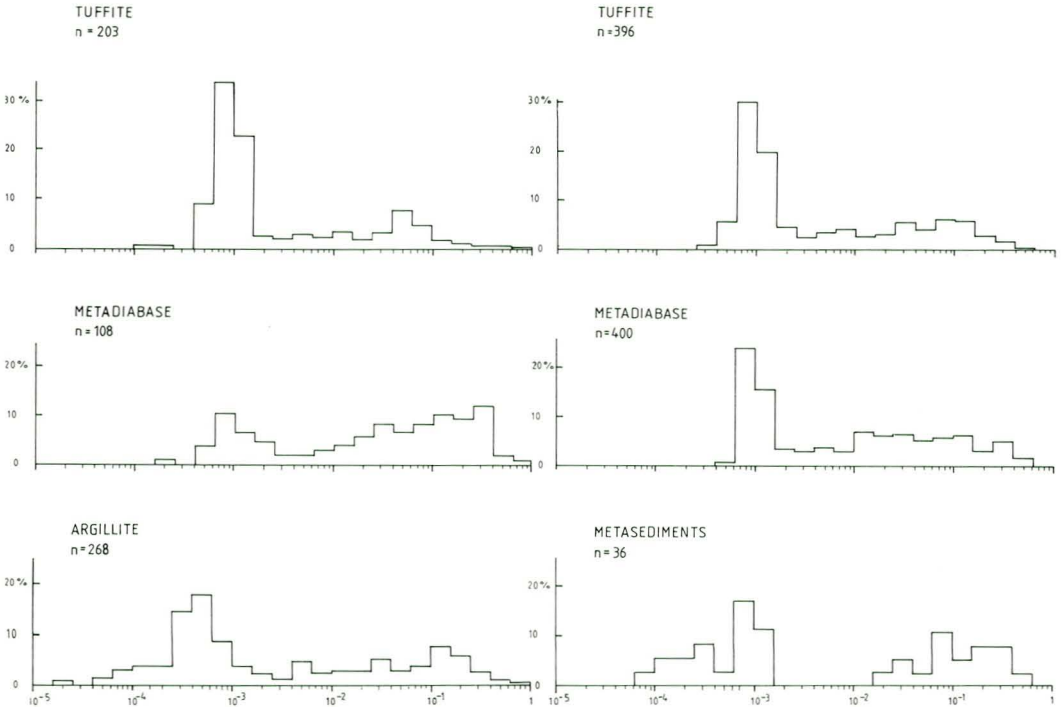 TUFFITE
n = 203
30 %
20
10
0
TUFFITE
n =396
30%
20
10
0
METADIABASE
n = 108
20%
10
0
METADIABASE
n=400
20%
10
0
ARGILLITE
n=268
20%
10
0
10⁻⁵ 10⁻⁴ 10⁻³ 10⁻² 10⁻¹ 1
METASEDIMENTS
n=36
20%
10
0
10⁻⁵ 10⁻⁴ 10⁻³ 10⁻² 10⁻¹ 1